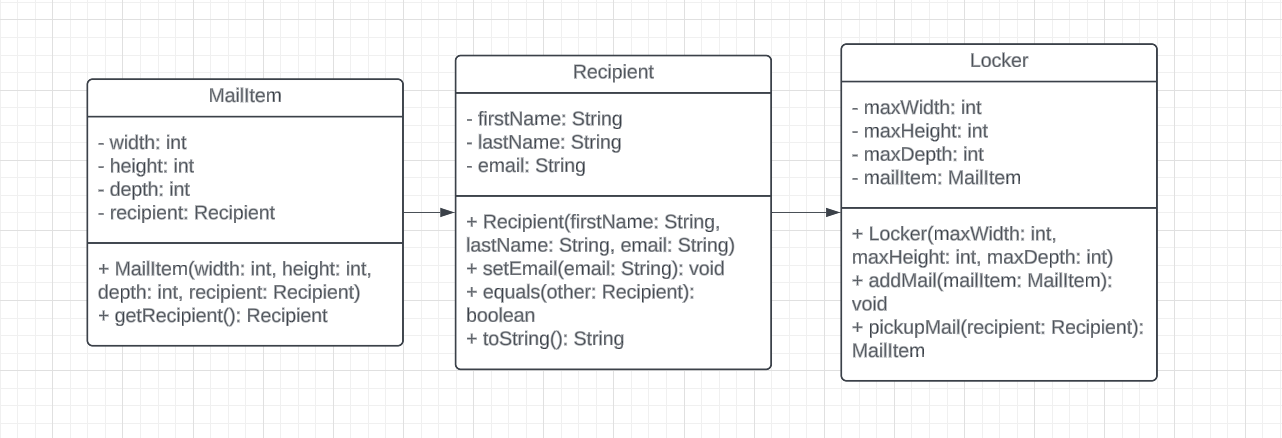 MailItem
- width: int
- height: int
- depth: int
- recipient: Recipient
+ MailItem(width: int, height: int,
depth: int, recipient: Recipient)
+ getRecipient(): Recipient
Recipient
- firstName: String
- lastName: String
- email: String
+ Recipient(firstName: String,
lastName: String, email: String)
+ setEmail(email: String): void
+ equals(other: Recipient):
boolean
+ toString(): String
Locker
- maxWidth: int
- maxHeight: int
- maxDepth: int
- mailItem: MailItem
+ Locker(maxWidth: int,
maxHeight: int, maxDepth: int)
+ addMail(mailItem: MailItem):
void
+ pickupMail(recipient: Recipient):
MailItem